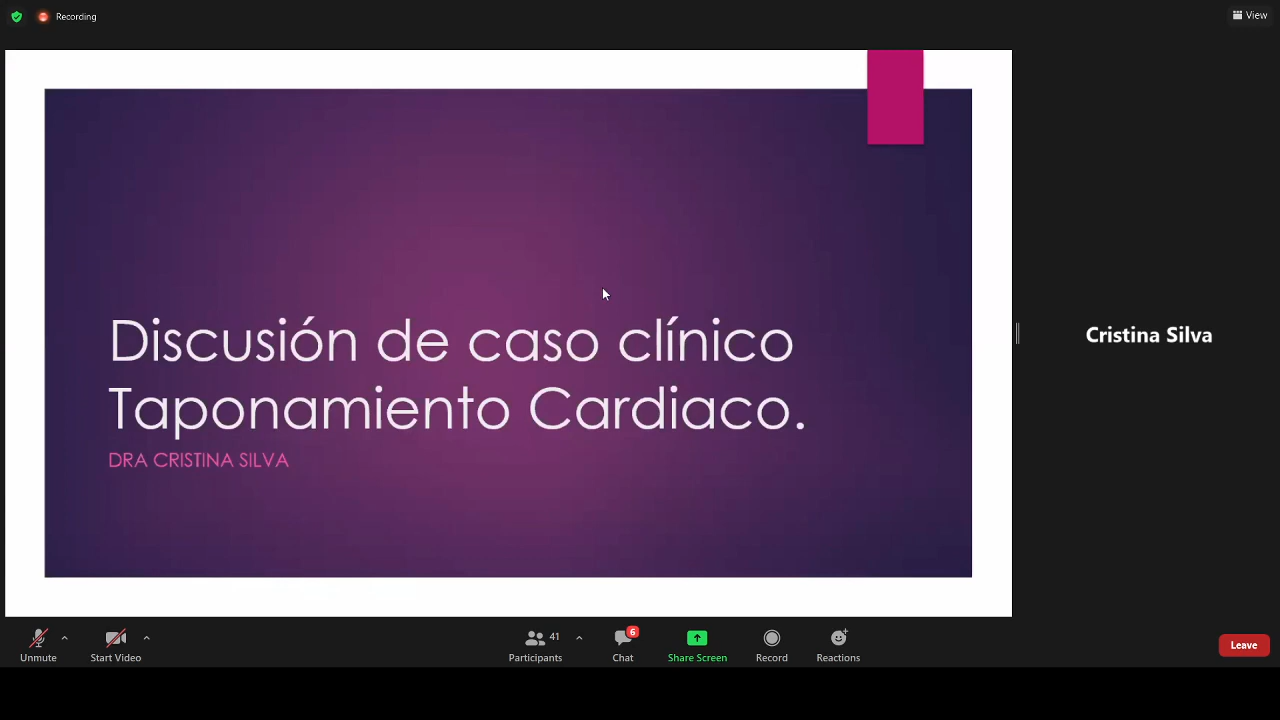 Recording
View
Discusión de caso clínico
Taponamiento Cardiaco.
DRA CRISTINA SILVA
Cristina Silva
Unmute
Start Video
41
Participants
6
Chat
Share Screen
Record
Reactions
Leave